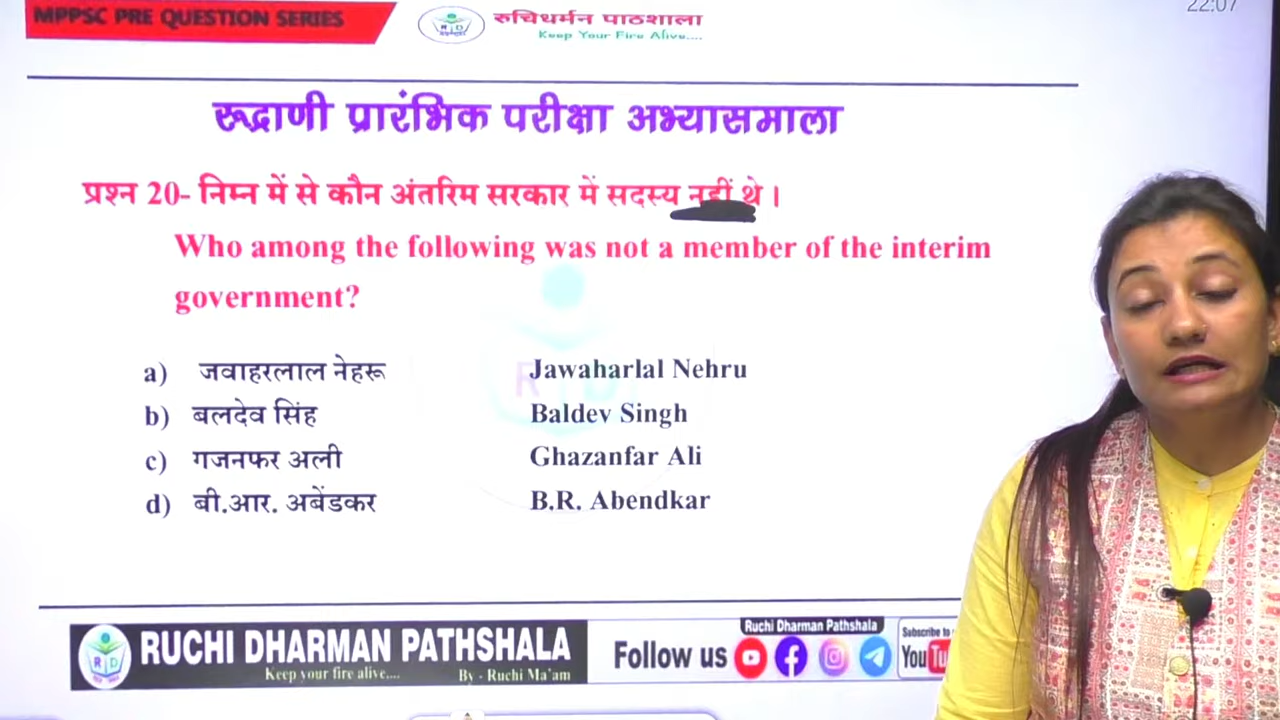 MPPSC PRE QUESTION SERIES
रुचिधर्मन पाठशाला
Keep Your Fire Alive....
22:07
रूद्राणी प्रारंभिक परीक्षा अभ्यासमाला
प्रश्न 20- निम्न में से कौन अंतरिम सरकार में सदस्य नहीं थे।
Who among the following was not a member of the interim
government?
a) जवाहरलाल नेहरू Jawaharlal Nehru
b) बलदेव सिंह Baldev Singh
c) गजनफर अली Ghazanfar Ali
d) बी.आर. अबेंडकर B.R. Abendkar
RUCHI DHARMAN PATHSHALA
Keep your fire alive.... By - Ruchi Ma'am
Follow us
Ruchi Dharman Pathshala
Subscribe to
You Tu